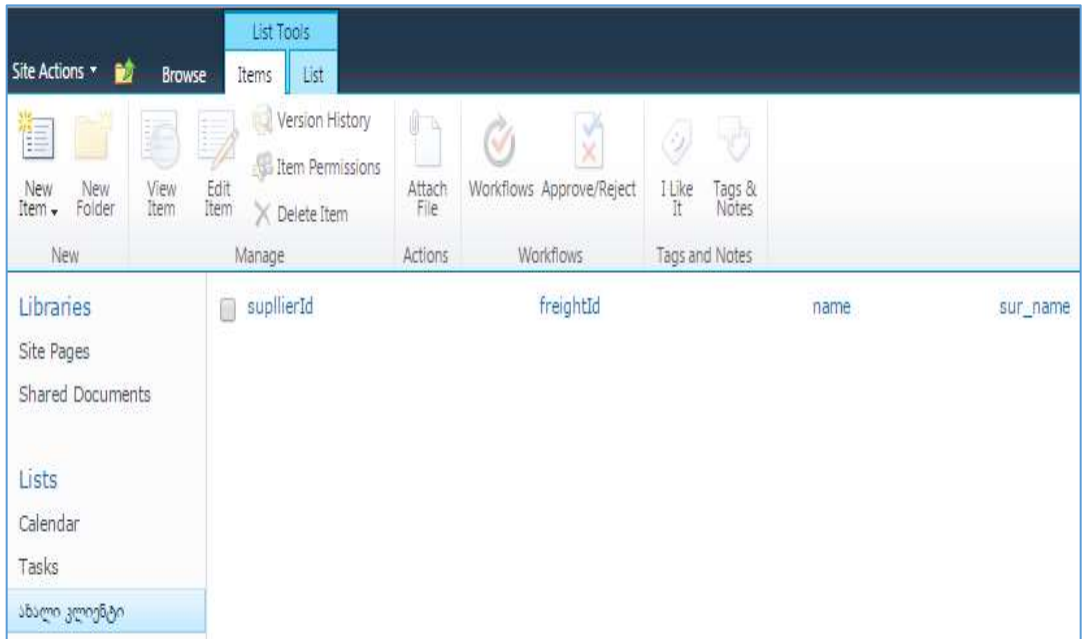 List Tools
Site Actions Browse Items List
Version History
Item Permissions
Delete Item
New Item New Folder View Item Edit Item Attach File Workflows Approve/Reject I Like It Tags & Notes
New Manage Actions Workflows Tags and Notes
Libraries
supllierId freightId name sur_name
Site Pages
Shared Documents
Lists
Calendar
Tasks
ახალი კლიენტი